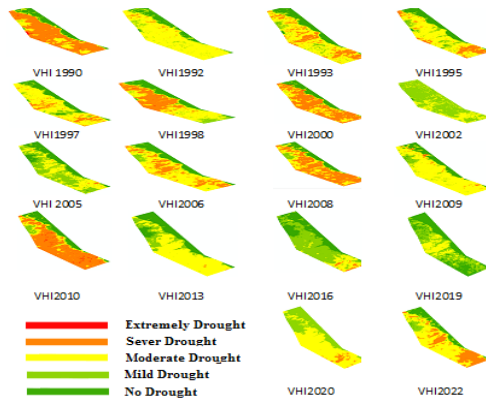 VHI 1990
VHI1992
VHI1993
VHI1995
VHI1997
VHI1998
VHI2000
VHI2002
VHI 2005
VHI2006
VHI2008
VHI2009
VHI2010
VHI2013
VHI2016
VHI2019
Extremely Drought
Sever Drought
Moderate Drought
Mild Drought
No Drought
VHI2020
VHI2022